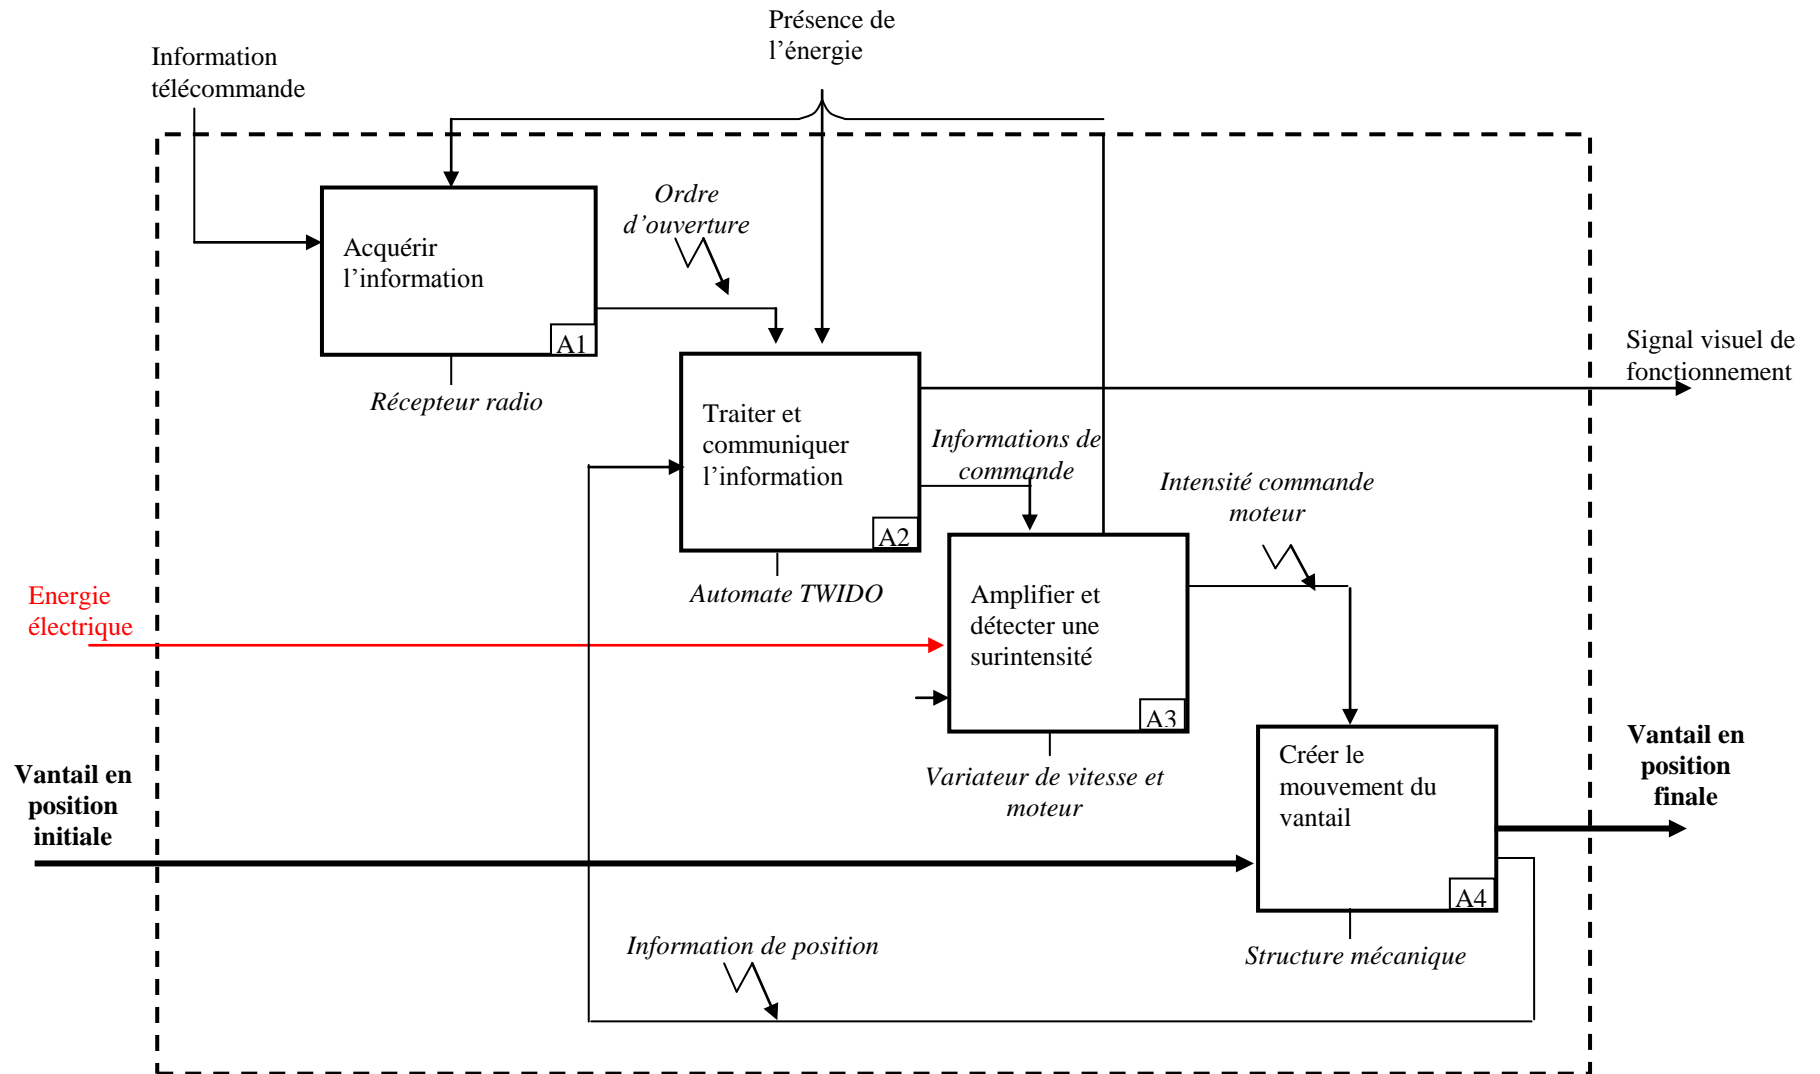 Présence de
l’énergie
Information
télécommande
Ordre
d’ouverture
Acquérir
l’information
A1
Récepteur radio
Signal visuel de
fonctionnement
Traiter et
communiquer
l’information
A2
Automate TWIDO
Informations de
commande
Intensité commande
moteur
Energie
électrique
Amplifier et
détecter une
surintensité
A3
Variateur de vitesse et
moteur
Vantail en
position
initiale
Créer le
mouvement du
vantail
A4
Structure mécanique
Vantail en
position
finale
Information de position